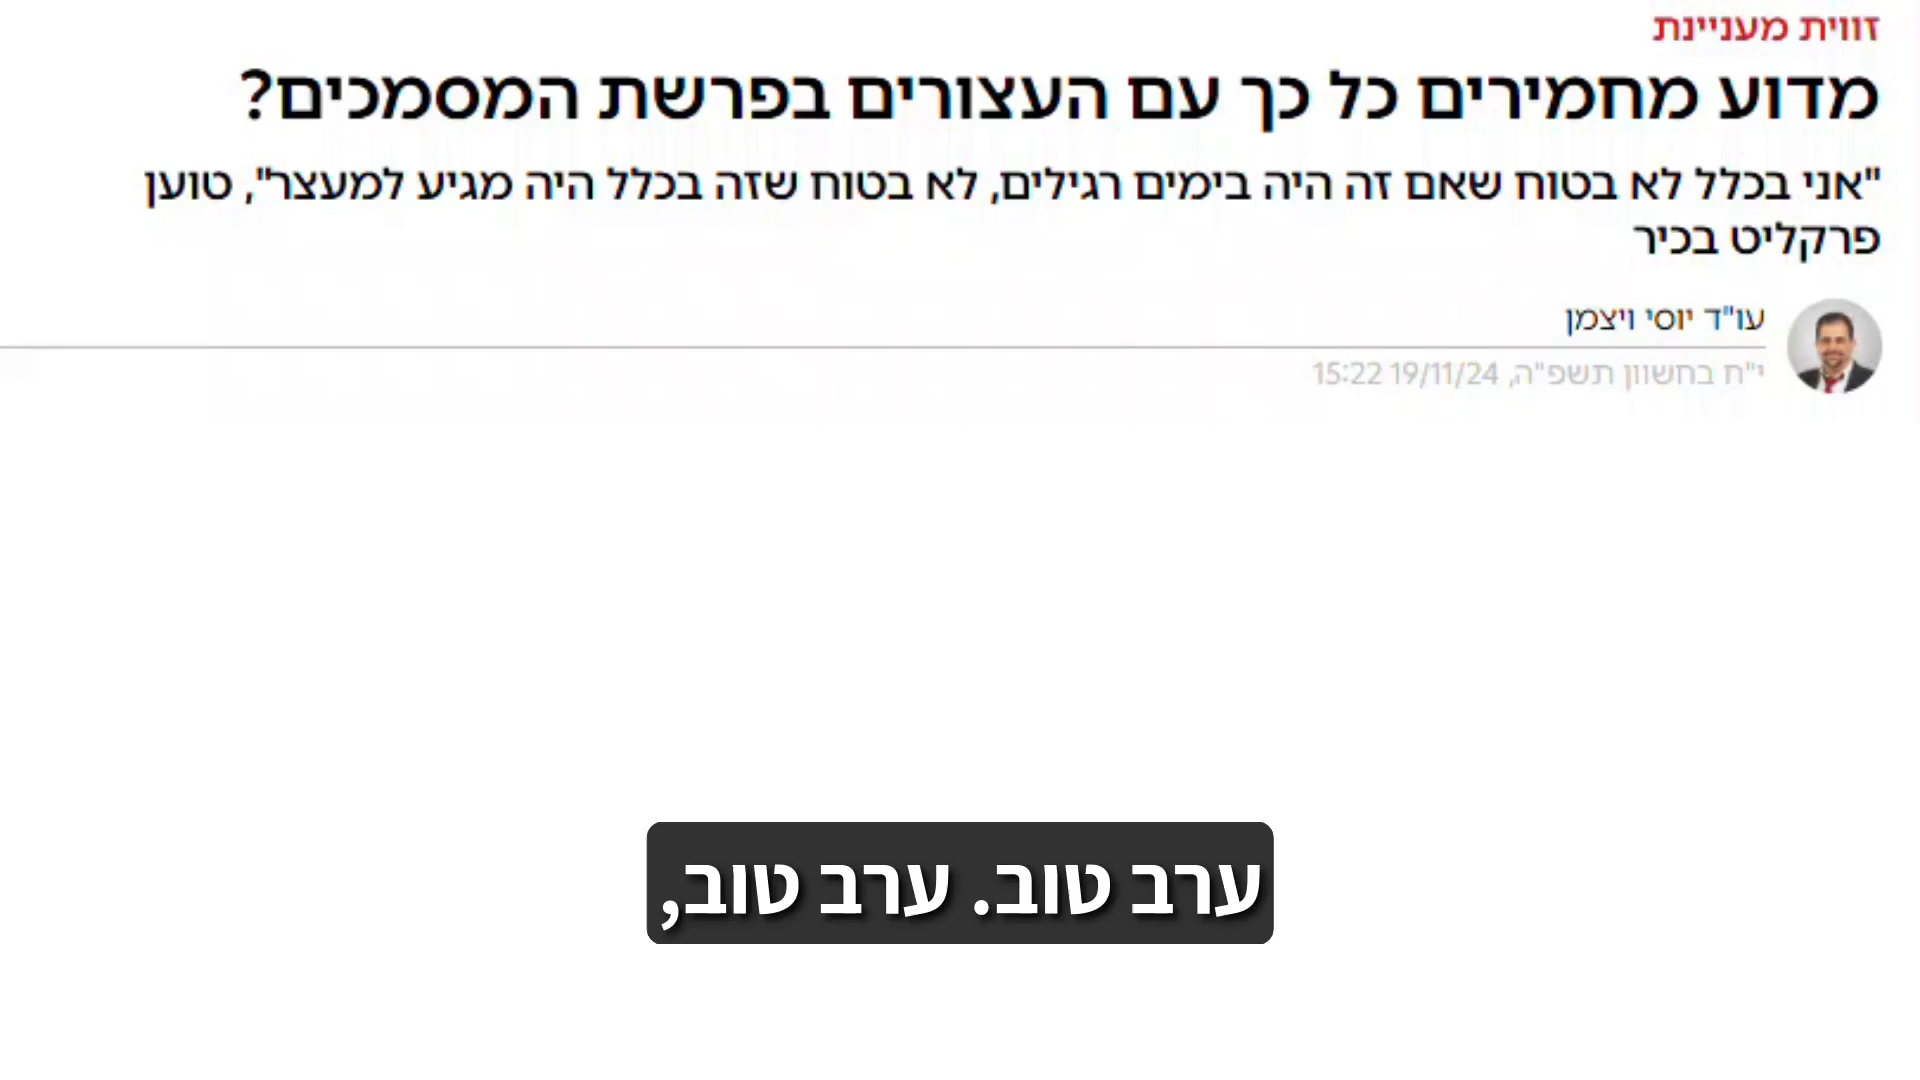 זווית מעניינת
מדוע מחמירים כל כך עם העצורים בפרשת המסמכים?
"אני בכלל לא בטוח שאם זה היה בימים רגילים, לא בטוח שזה בכלל היה מגיע למעצר", טוען
פרקליט בכיר
עו"ד יוסי ויצמן
י"ח בחשוון תשפ"ה, 19/11/24 15:22
ערב טוב. ערב טוב,